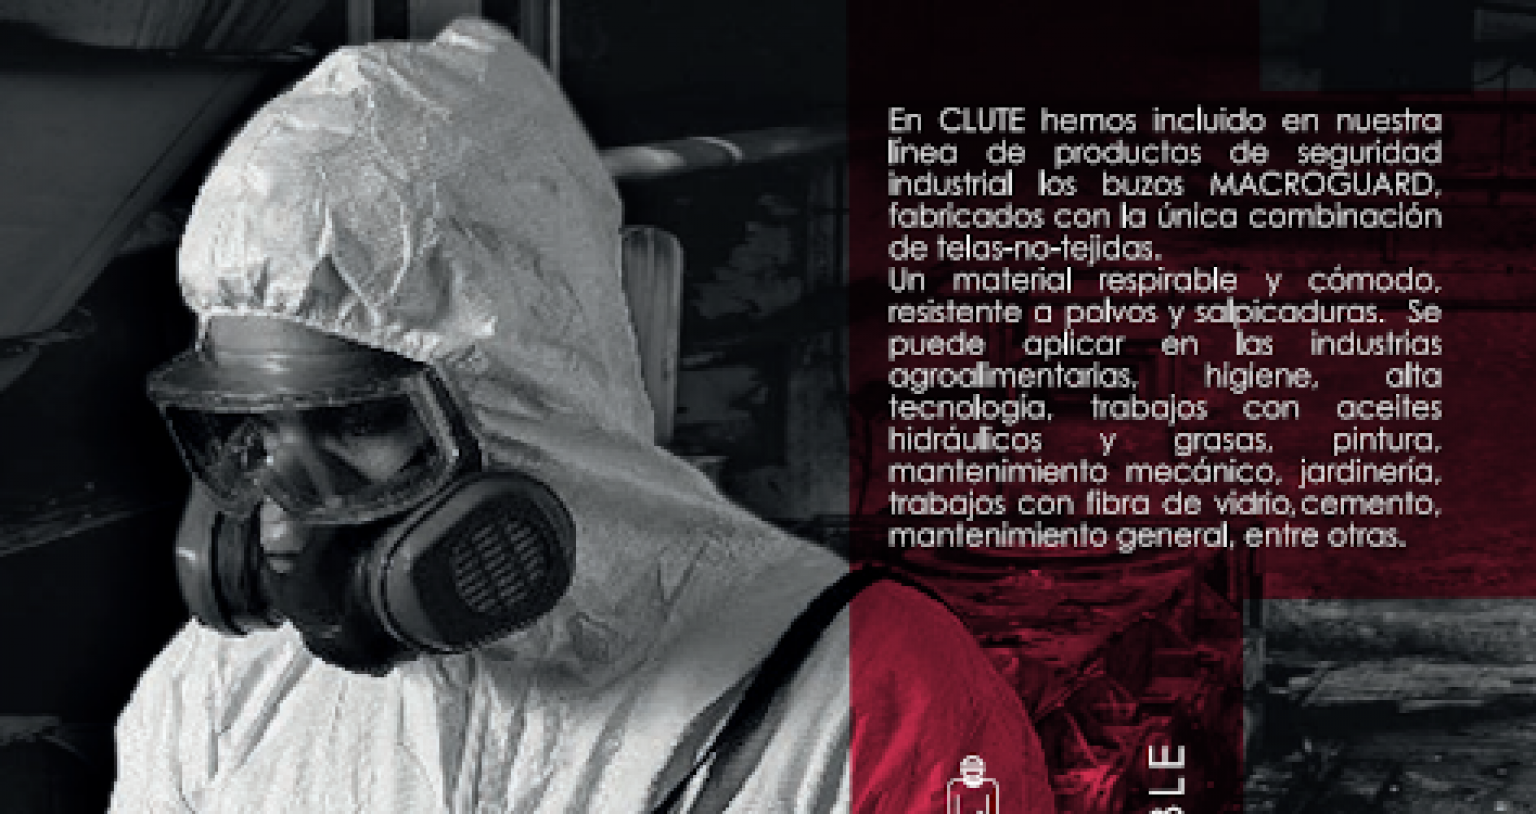 En CLUTE hemos incluido en nuestra
línea de productos de seguridad
industrial los buzos MACROGUARD,
fabricados con la única combinación
de telas-no-tejidas.
Un material respirable y cómodo,
resistente a polvos y salpicaduras. Se
puede aplicar en las industrias
agroalimentarias, higiene, alta
tecnología, trabajos con aceites
hidráulicos y grasas, pintura,
mantenimiento mecánico, jardinería,
trabajos con fibra de vidrio,cemento,
mantenimiento general, entre otras.